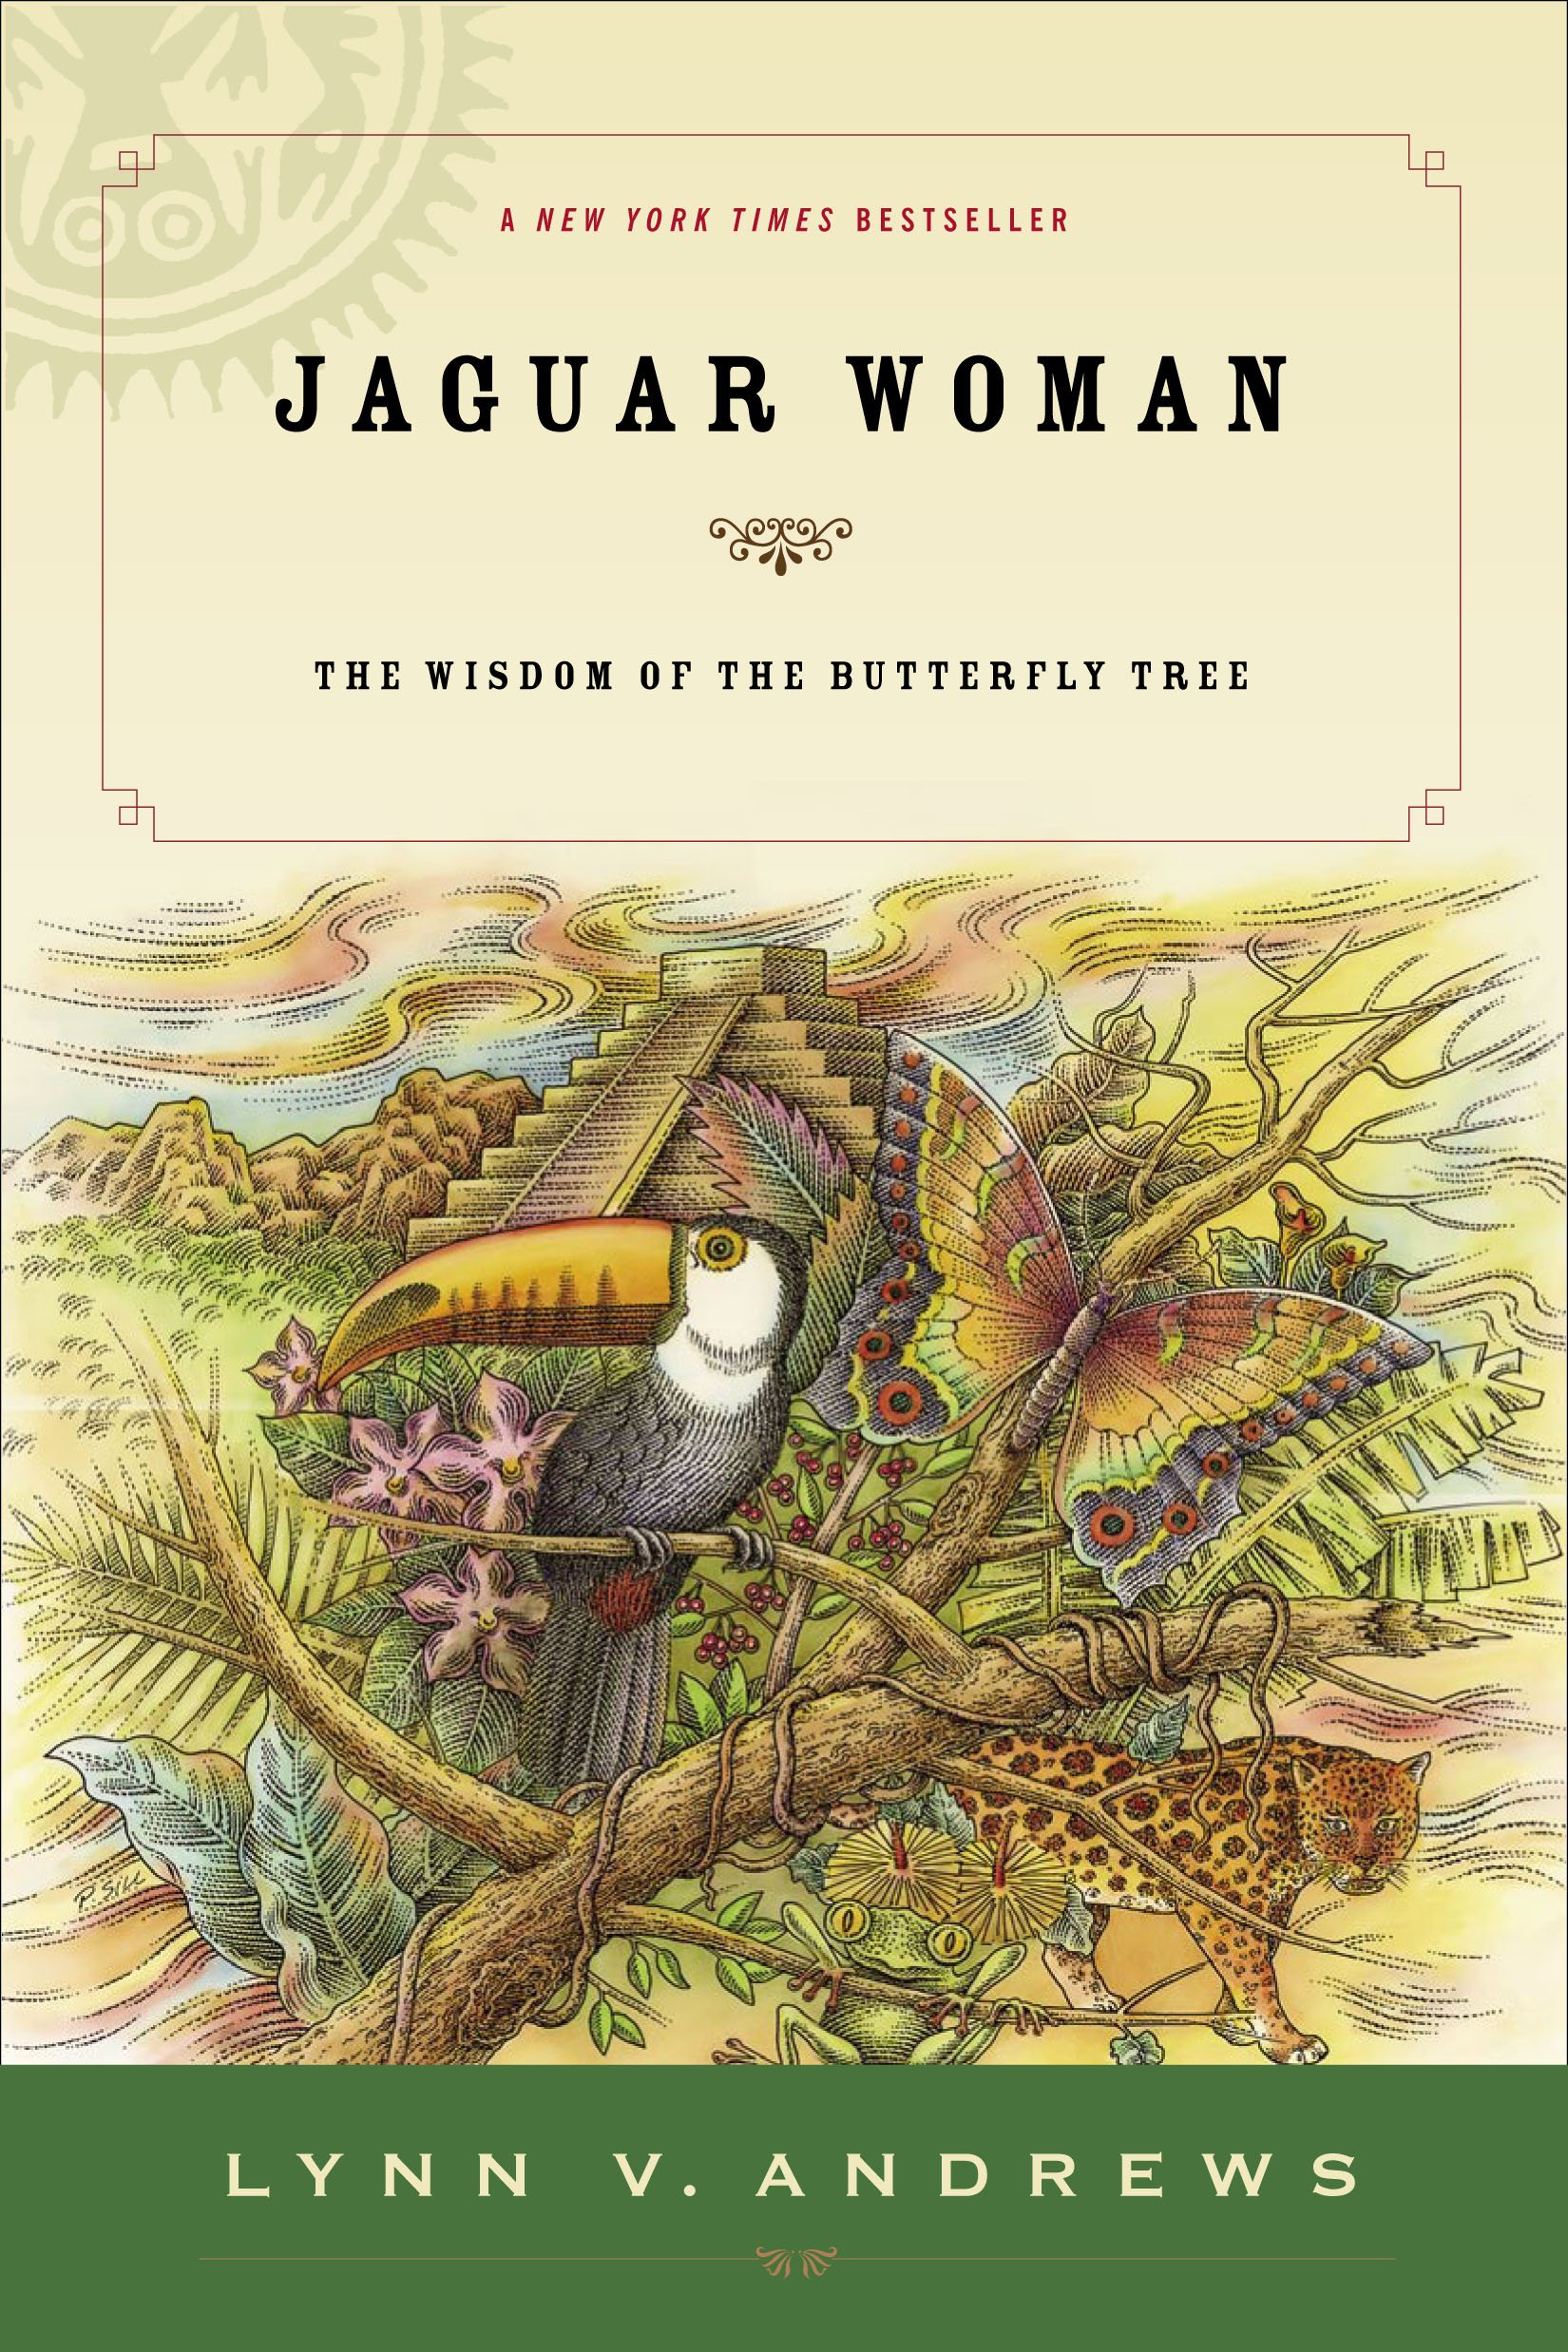 A NEW YORK TIMES BESTSELLER
JAGUAR WOMAN
THE WISDOM OF THE BUTTERFLY TREE
LYNN V. ANDREWS